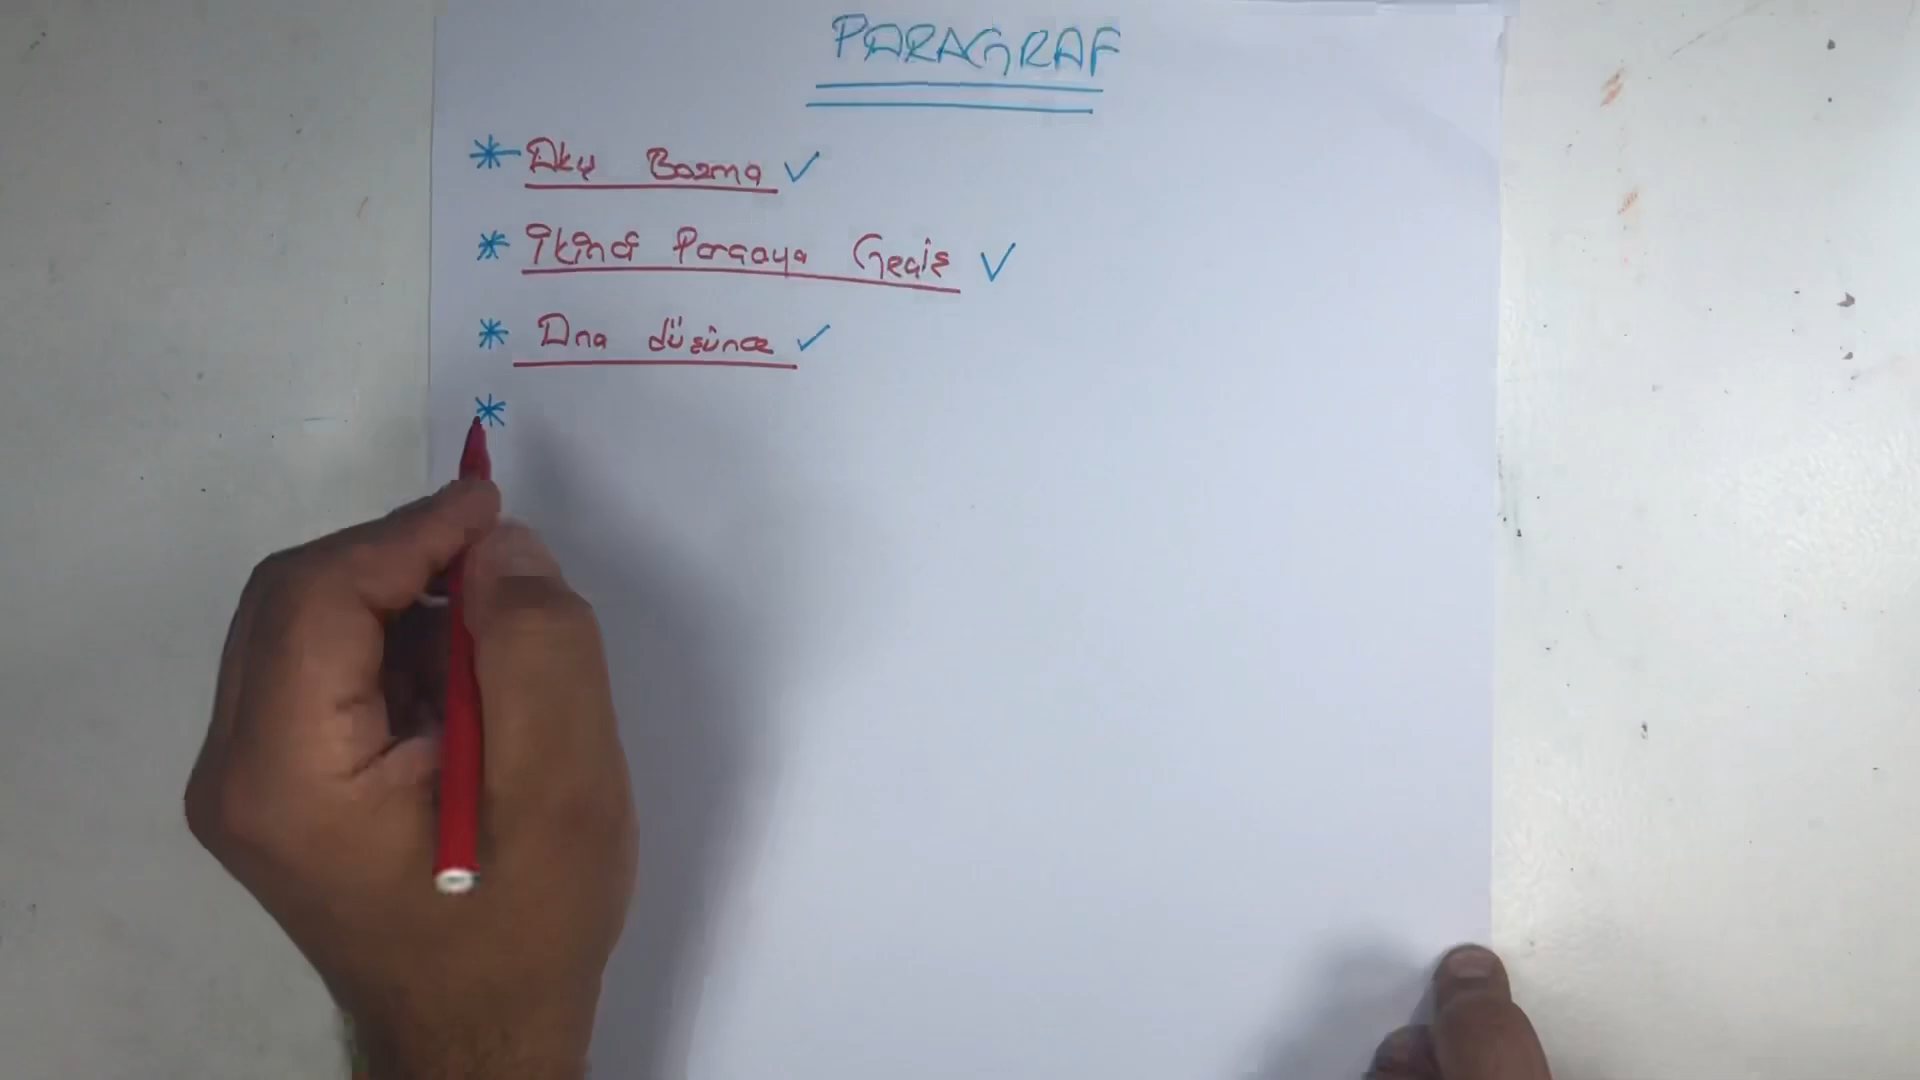 PARAGRAF
* Akış Bozma ✓
* İkinci Parçaya Geçiş ✓
* Ana düşünce ✓
*